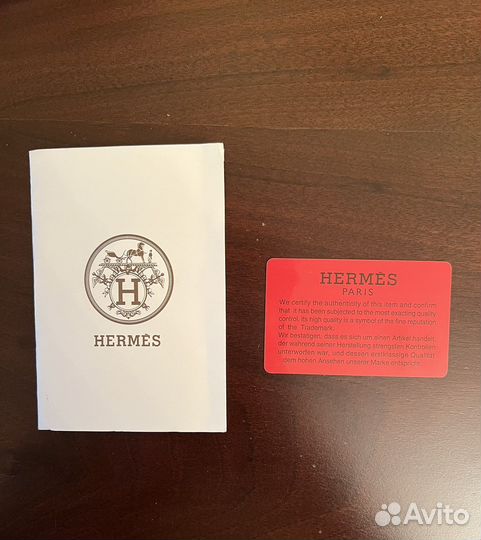 H
HERMÈS
HERMÈS
PARIS
We certify the authenticity of this item and confirm
that it has been subjected to the most exacting quality
control, its high quality is a symbol of the fine reputation
of the Trademark.
Wir bestätigen, dass es sich um einen Artikel handelt,
der während seiner Herstellung strengsten Kontrollen
unterworfen war, und dessen erstklassige Qualität
dem hohen Ansehen unserer Marke entspricht.
Avito